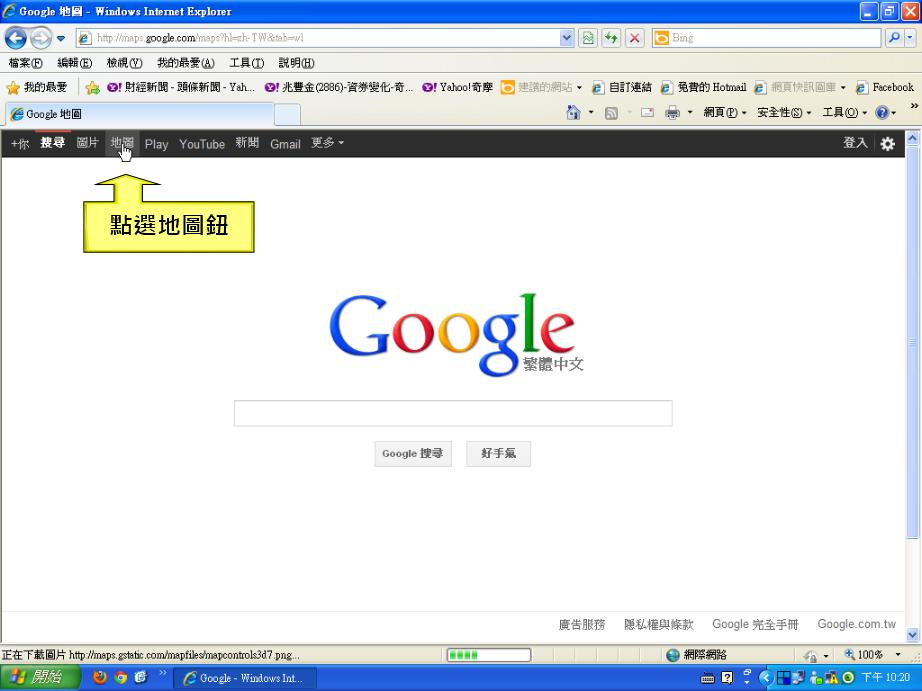 Google 地圖 - Windows Internet Explorer
http://maps.google.com/maps?hl=zh-TW&tab=wl
Bing
檔案(F) 編輯(E) 檢視(V) 我的最愛(A) 工具(T) 說明(H)
我的最愛 財經新聞 - 頭條新聞 - Yah... 兆豐金(2886)-資券變化-奇... Yahoo!奇摩 建議的網站 自訂連結 免費的 Hotmail 網頁快訊圖庫 Facebook
Google 地圖
網頁(P) 安全性(S) 工具(O)
+你 搜尋 圖片 地圖 Play YouTube 新聞 Gmail 更多 登入
點選地圖鈕
Google
繁體中文
Google 搜尋 好手氣
廣告服務 隱私權與條款 Google 完全手冊 Google.com.tw
正在下載圖片 http://maps.gstatic.com/mapfiles/mapcontrols3d7.png...
網際網路 100%
開始 Google - Windows Int... 下午 10:20